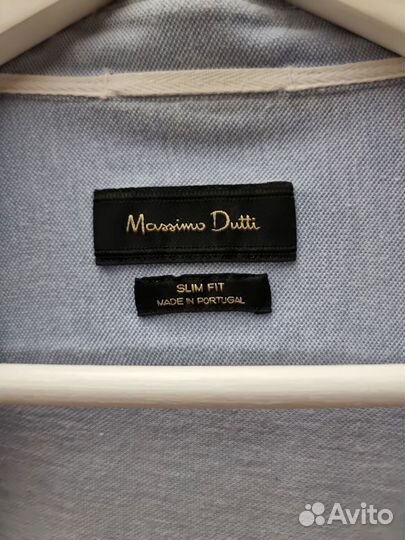 Massimo Dutti
SLIM FIT
MADE IN PORTUGAL
Avito